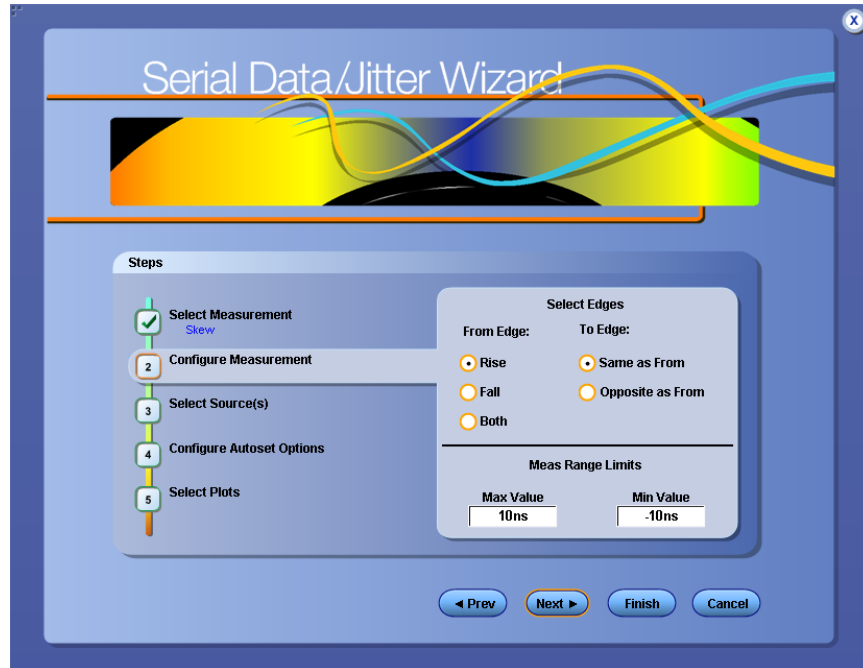 X
Serial Data/Jitter Wizard
Steps
Select Measurement
Skew
2 Configure Measurement
3 Select Source(s)
4 Configure Autoset Options
5 Select Plots
Select Edges
From Edge: To Edge:
Rise Same as From
Fall Opposite as From
Both
Meas Range Limits
Max Value Min Value
10ns -10ns
◄ Prev Next ► Finish Cancel